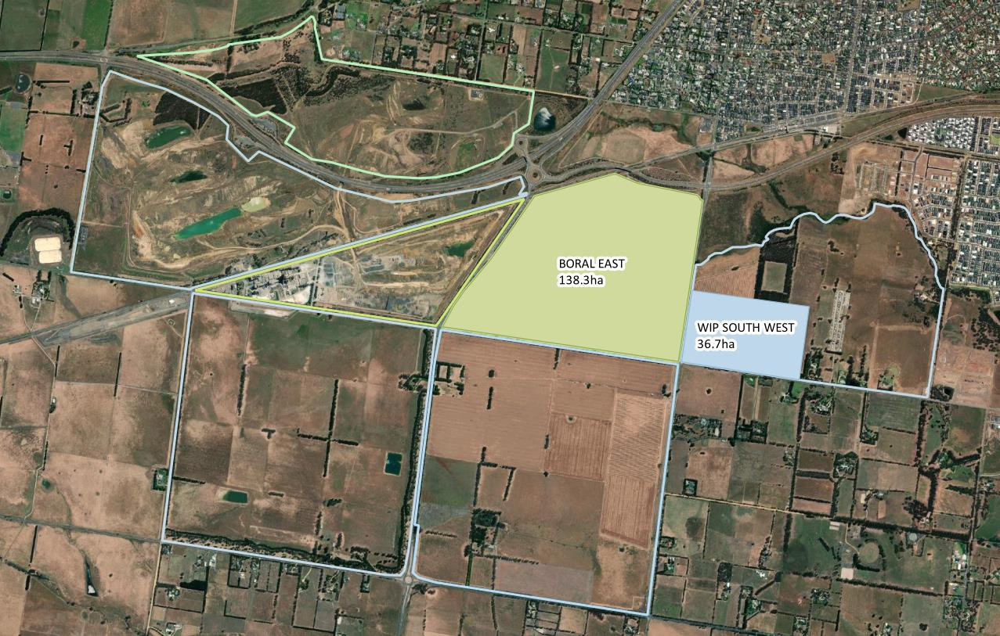 BORAL EAST
138.3ha
WIP SOUTH WEST
36.7ha